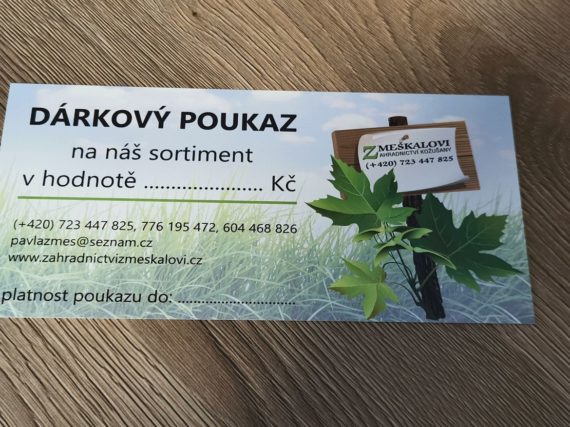 DÁRKOVÝ POUKAZ
na náš sortiment
v hodnotě ...................... Kč
(+420) 723 447 825, 776 195 472, 604 468 826
pavlazmes@seznam.cz
www.zahradnictvizmeskalovi.cz
platnost poukazu do: ............................
ZMEŠKALOVI
ZAHRADNICTVÍ KOŽUŠANY
(+420) 723 447 825